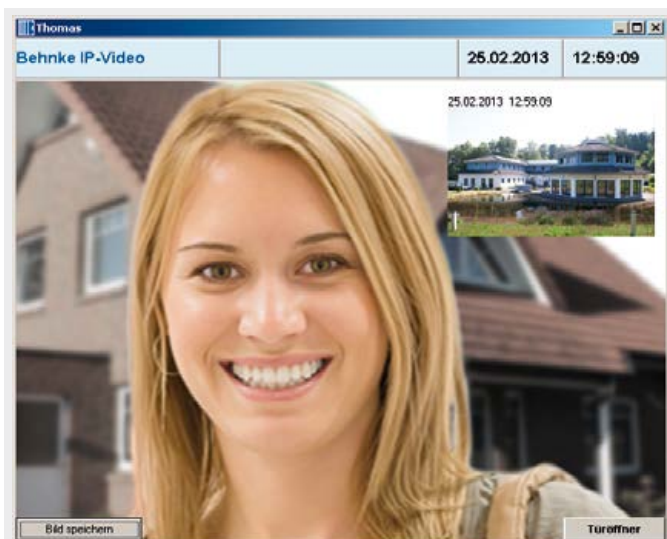 Thomas
Behnke IP-Video
25.02.2013
12:59:09
25.02.2013 12:59:09
Bild speichern
Türöffner